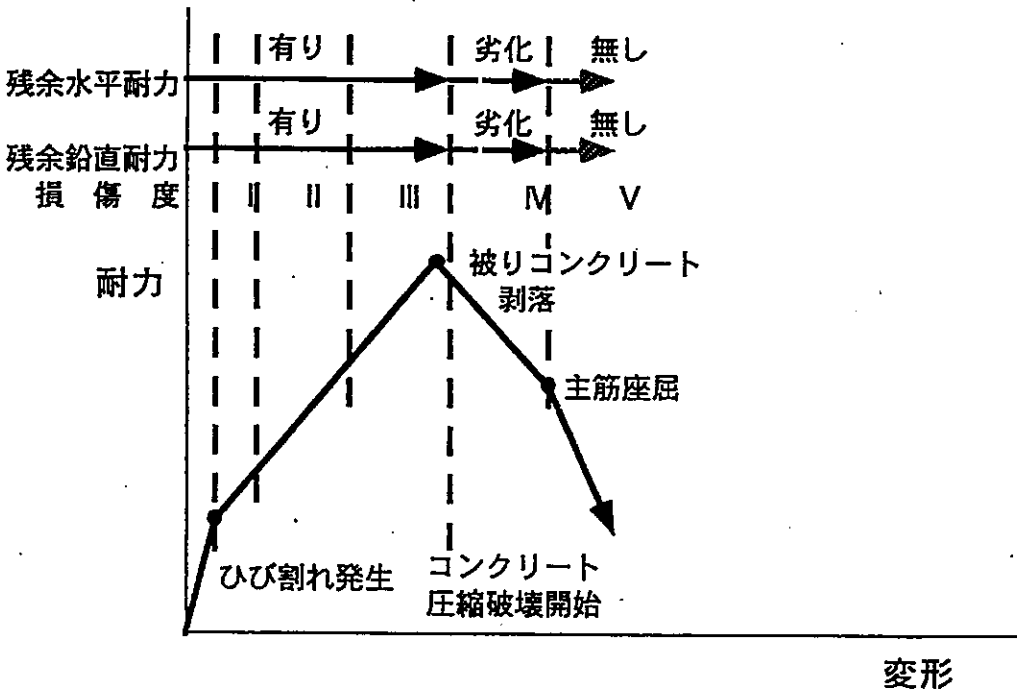 有り 劣化 無し
残余水平耐力
有り 劣化 無し
残余鉛直耐力
損傷度 Ⅰ Ⅱ Ⅲ Ⅳ Ⅴ
耐力
被りコンクリート
剥落
主筋座屈
ひび割れ発生
コンクリート
圧縮破壊開始
変形